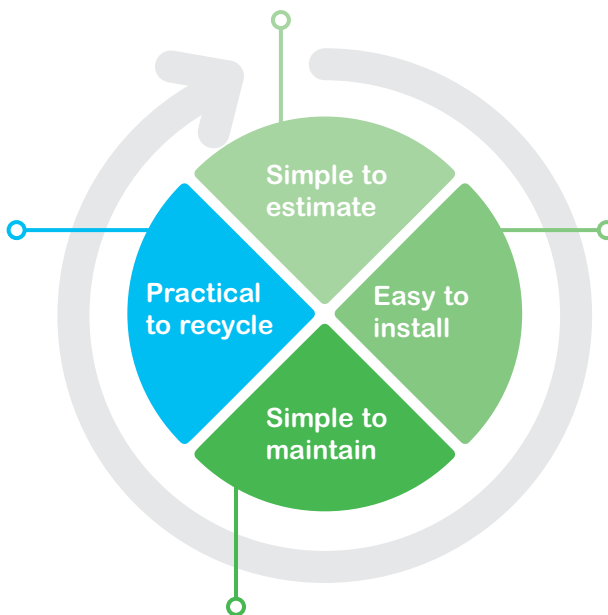 Simple to
estimate
Easy to
install
Simple to
maintain
Practical
to recycle